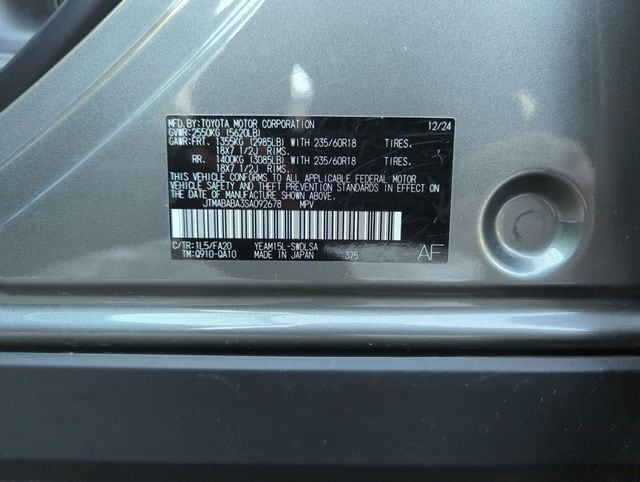 MFD.BY:TOYOTA MOTOR CORPORATION 12/24
GVWR:2550KG (5620LB)
GAWR:FRT. 1355KG (2985LB) WITH 235/60R18 TIRES.
18X7 1/2J RIMS.
RR. 1400KG (3085LB) WITH 235/60R18 TIRES.
18X7 1/2J RIMS.
THIS VEHICLE CONFORMS TO ALL APPLICABLE FEDERAL MOTOR
VEHICLE SAFETY AND THEFT PREVENTION STANDARDS IN EFFECT
ON THE DATE OF MANUFACTURE SHOWN ABOVE.
JTMABABA3SA092678 MPV
C/TR:1L5/FA20 YEAM15L-SWDLSA
TM:Q910-QA10 MADE IN JAPAN 375 AF